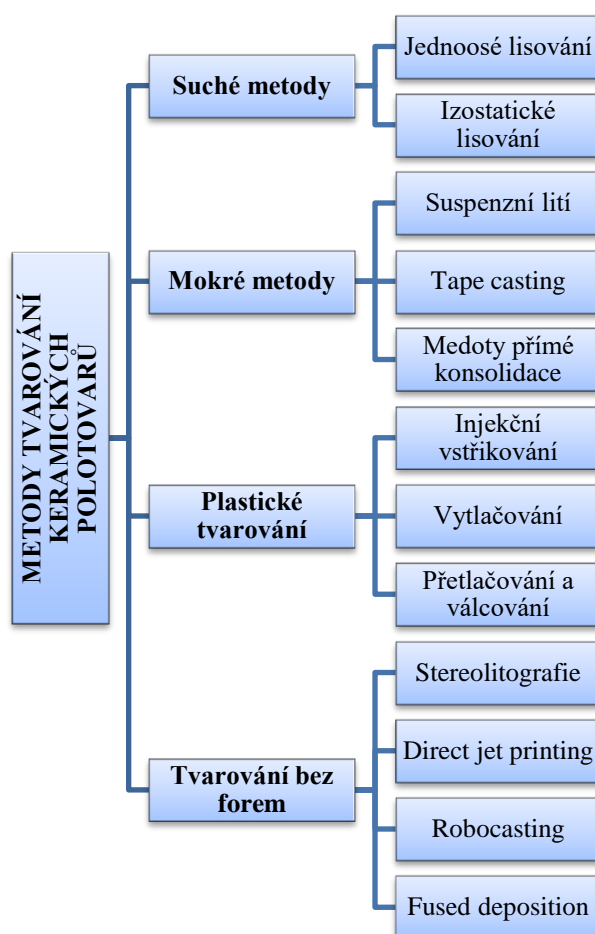 METODY TVAROVÁNÍ
KERAMICKÝCH
POLOTOVARŮ
Suché metody
Jednoosé lisování
Izostatické
lisování
Mokré metody
Suspenzní lití
Tape casting
Medoty přímé
konsolidace
Plastické
tvarování
Injekční
vstřikování
Vytlačování
Přetlačování a
válcování
Tvarování bez
forem
Stereolitografie
Direct jet printing
Robocasting
Fused deposition